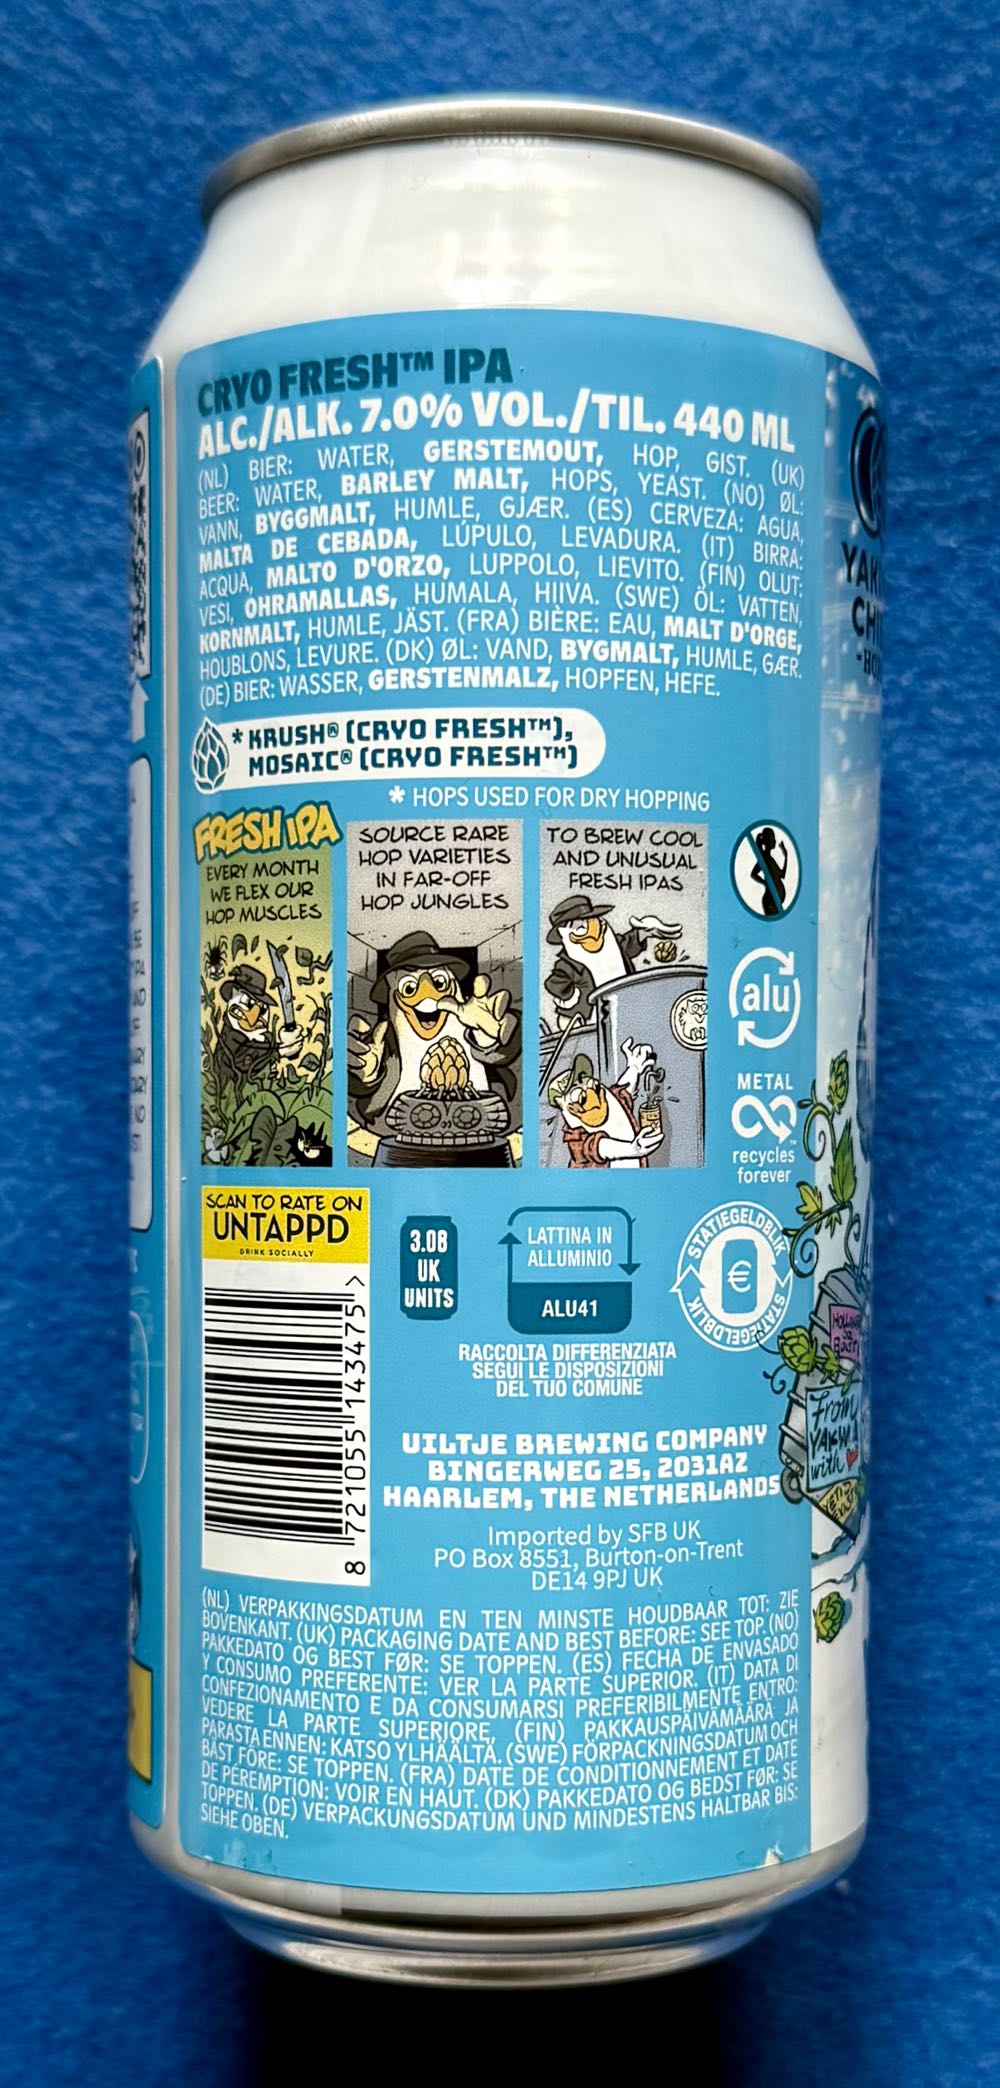 CRYO FRESH™ IPA
ALC./ALK. 7.0% VOL./TIL. 440 ML
(NL) BIER: WATER, GERSTEMOUT, HOP, GIST. (UK)
BEER: WATER, BARLEY MALT, HOPS, YEAST. (NO) ØL:
VANN, BYGGMALT, HUMLE, GJÆR. (ES) CERVEZA: AGUA,
MALTA DE CEBADA, LÚPULO, LEVADURA. (IT) BIRRA:
ACQUA, MALTO D'ORZO, LUPPOLO, LIEVITO. (FIN) OLUT:
VESI, OHRAMALLAS, HUMALA, HIIVA. (SWE) ÖL: VATTEN,
KORNMALT, HUMLE, JÄST. (FRA) BIÈRE: EAU, MALT D'ORGE,
HOUBLONS, LEVURE. (DK) ØL: VAND, BYGMALT, HUMLE, GÆR.
(DE) BIER: WASSER, GERSTENMALZ, HOPFEN, HEFE.
* KRUSH® (CRYO FRESH™),
MOSAIC® (CRYO FRESH™)
* HOPS USED FOR DRY HOPPING
FRESH IPA
EVERY MONTH
WE FLEX OUR
HOP MUSCLES
SOURCE RARE
HOP VARIETIES
IN FAR-OFF
HOP JUNGLES
TO BREW COOL
AND UNUSUAL
FRESH IPAS
alu
METAL
recycles
forever
SCAN TO RATE ON
UNTAPPD
DRINK SOCIALLY
3.08
UK
UNITS
LATTINA IN
ALLUMINIO
ALU41
STATIEGELDBLIK
€
STATIEGELDBLIK
RACCOLTA DIFFERENZIATA
SEGUI LE DISPOSIZIONI
DEL TUO COMUNE
8 721055 143475 >
UILTJE BREWING COMPANY
BINGERWEG 25, 2031AZ
HAARLEM, THE NETHERLANDS
Imported by SFB UK
PO Box 8551, Burton-on-Trent
DE14 9PJ UK
(NL) VERPAKKINGSDATUM EN TEN MINSTE HOUDBAAR TOT: ZIE
BOVENKANT. (UK) PACKAGING DATE AND BEST BEFORE: SEE TOP. (NO)
PAKKEDATO OG BEST FØR: SE TOPPEN. (ES) FECHA DE ENVASADO
Y CONSUMO PREFERENTE: VER LA PARTE SUPERIOR. (IT) DATA DI
CONFEZIONAMENTO E DA CONSUMARSI PREFERIBILMENTE ENTRO:
VEDERE LA PARTE SUPERIORE. (FIN) PAKKAUSPÄIVÄMÄÄRÄ JA
PARASTA ENNEN: KATSO YLHÄÄLTÄ. (SWE) FÖRPACKNINGSDATUM OCH
BÄST FÖRE: SE TOPPEN. (FRA) DATE DE CONDITIONNEMENT ET DATE
DE PÉREMPTION: VOIR EN HAUT. (DK) PAKKEDATO OG BEDST FØR: SE
TOPPEN. (DE) VERPACKUNGSDATUM UND MINDESTENS HALTBAR BIS:
SIEHE OBEN.
From
YAKIMA
with